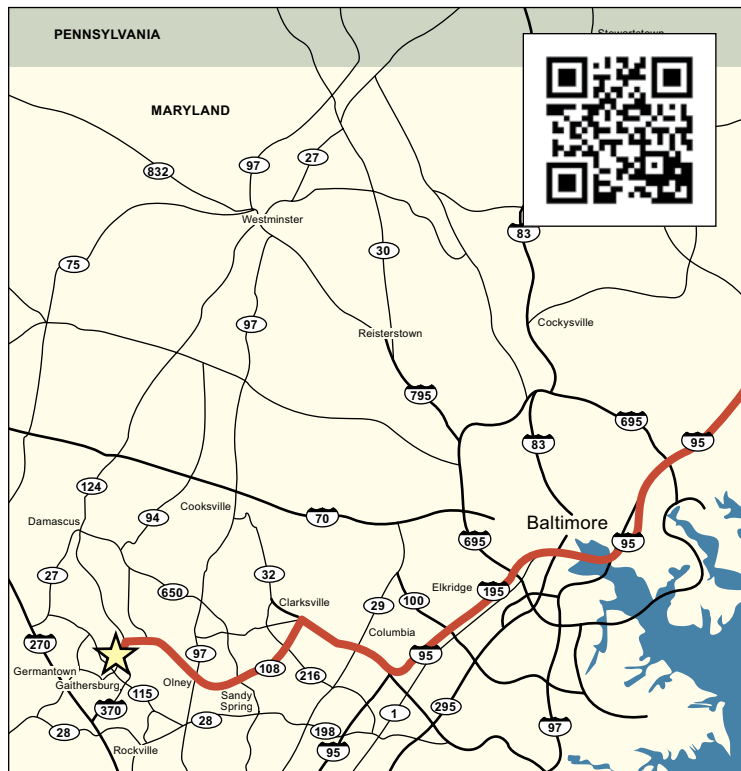 PENNSYLVANIA
MARYLAND
97
27
832
Westminster
83
30
75
97
Reisterstown
Cockysville
795
695
83
95
124
Cooksville
94
70
Baltimore
Damascus
695
95
27
32
650
Elkridge
195
Clarksville
29
100
270
97
Columbia
95
108
216
Germantown
Gaithersburg
115
Olney
Sandy
Spring
370
28
1
295
28
198
97
Rockville
95